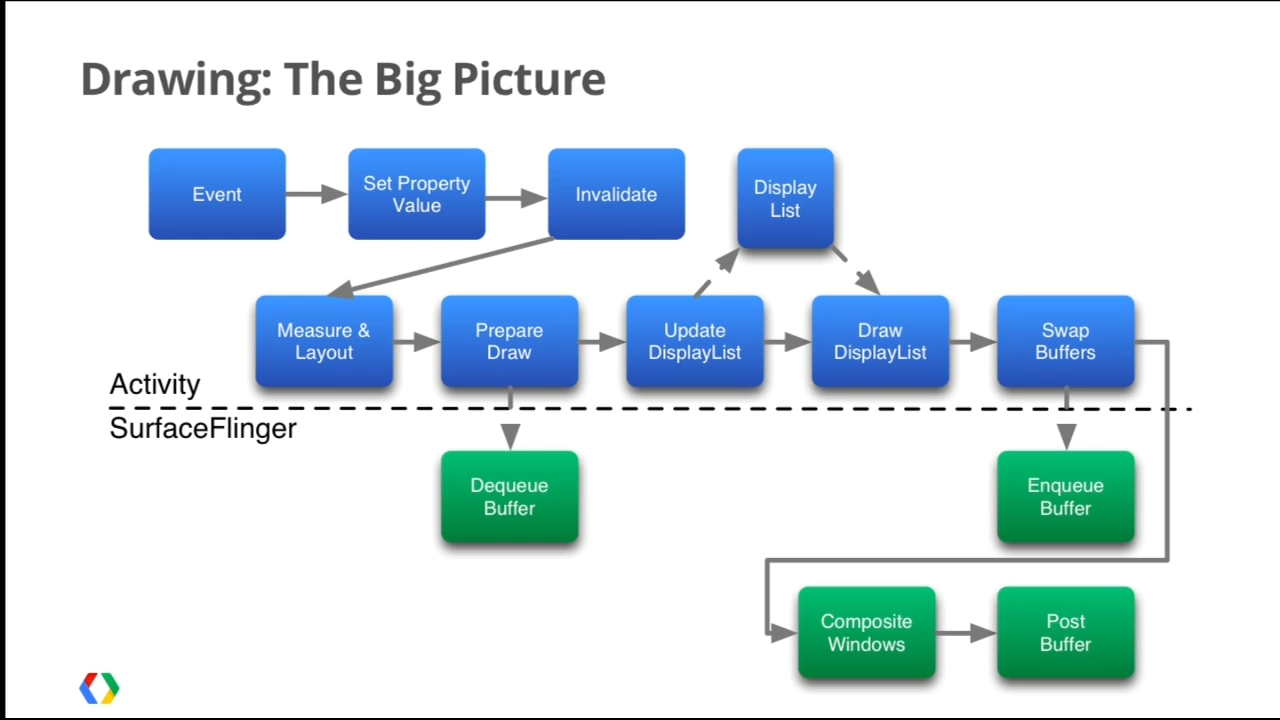 Drawing: The Big Picture
Event
Set Property
Value
Invalidate
Display
List
Measure &
Layout
Prepare
Draw
Update
DisplayList
Draw
DisplayList
Swap
Buffers
Activity
SurfaceFlinger
Dequeue
Buffer
Enqueue
Buffer
Composite
Windows
Post
Buffer